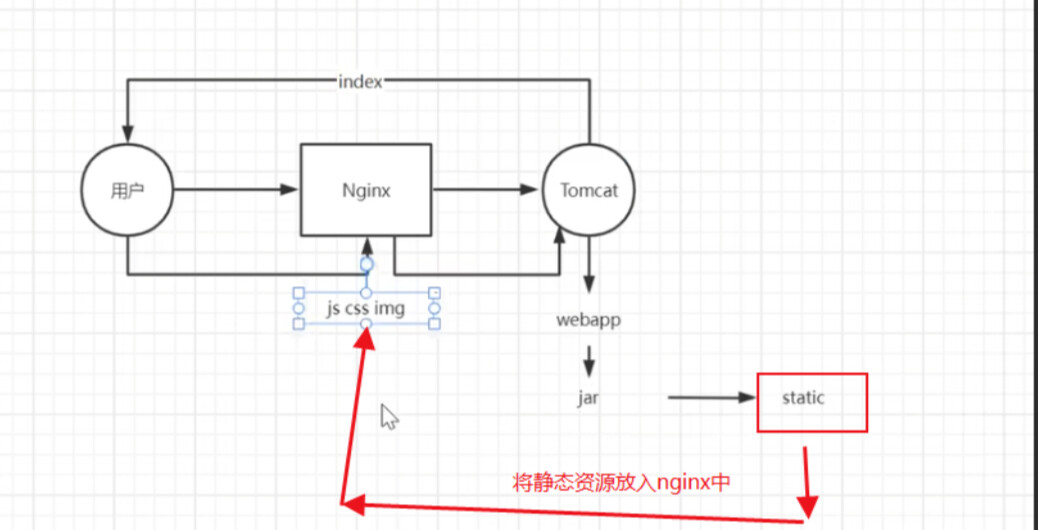 index
用户
Nginx
Tomcat
js css img
webapp
jar
static
将静态资源放入nginx中